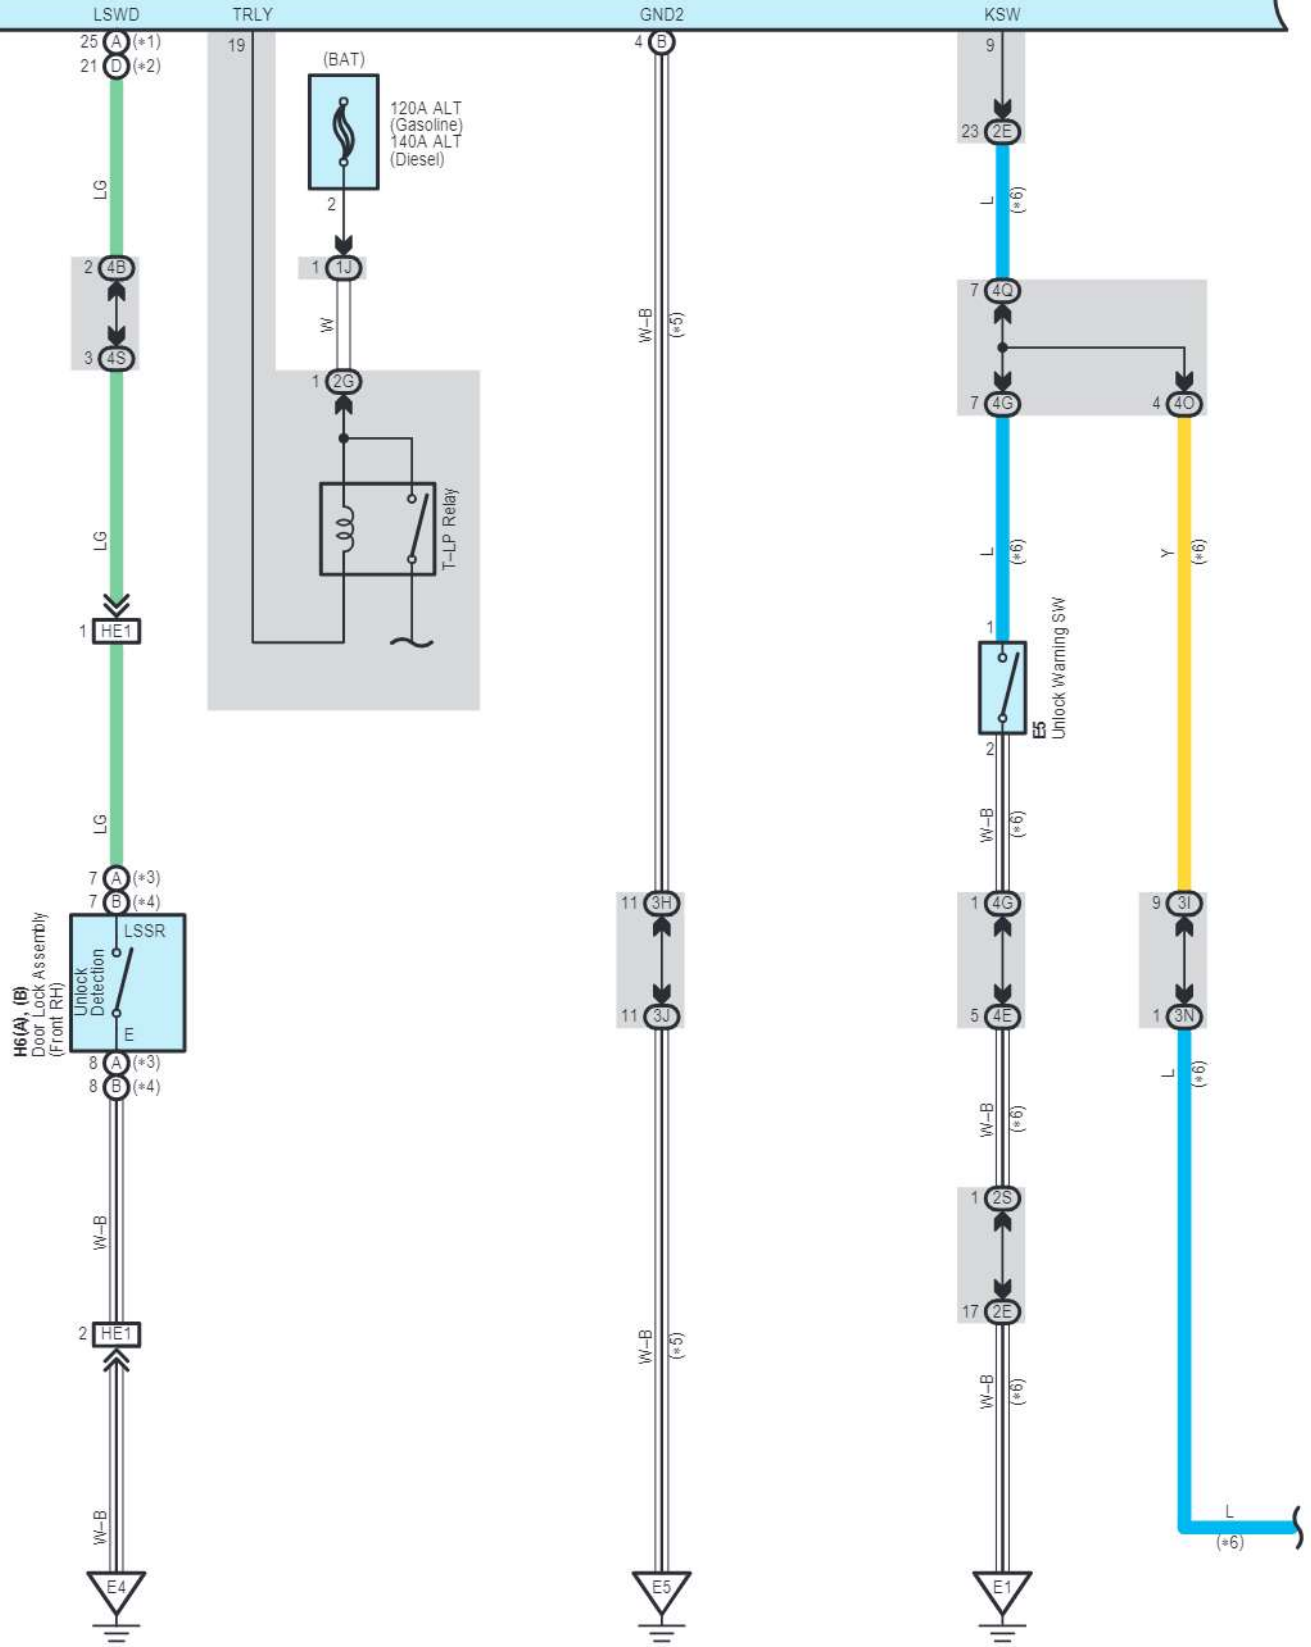 LSWD TRLY GND2 KSW
25 A (*1)
21 D (*2)
LG
2 4B
3 4S
LG
1 HE1
LG
7 A (*3)
7 B (*4)
LSSR
Unlock
Detection
E
H6(A), (B)
Door Lock Assembly
(Front RH)
8 A (*3)
8 B (*4)
W–B
2 HE1
W–B
E4
19
(BAT)
120A ALT
(Gasoline)
140A ALT
(Diesel)
2
1 1J
W
1 2G
T–LP Relay
4 B
W–B (*5)
11 3H
11 3J
W–B (*5)
E5
9
23 2E
L (*6)
7 4Q
7 4G
4 4O
L (*6)
Y (*6)
1
E5
Unlock Warning SW
2
W–B (*6)
1 4G
5 4E
W–B (*6)
1 2S
17 2E
W–B (*6)
E1
9 3I
1 3N
L (*6)
L
(*6)